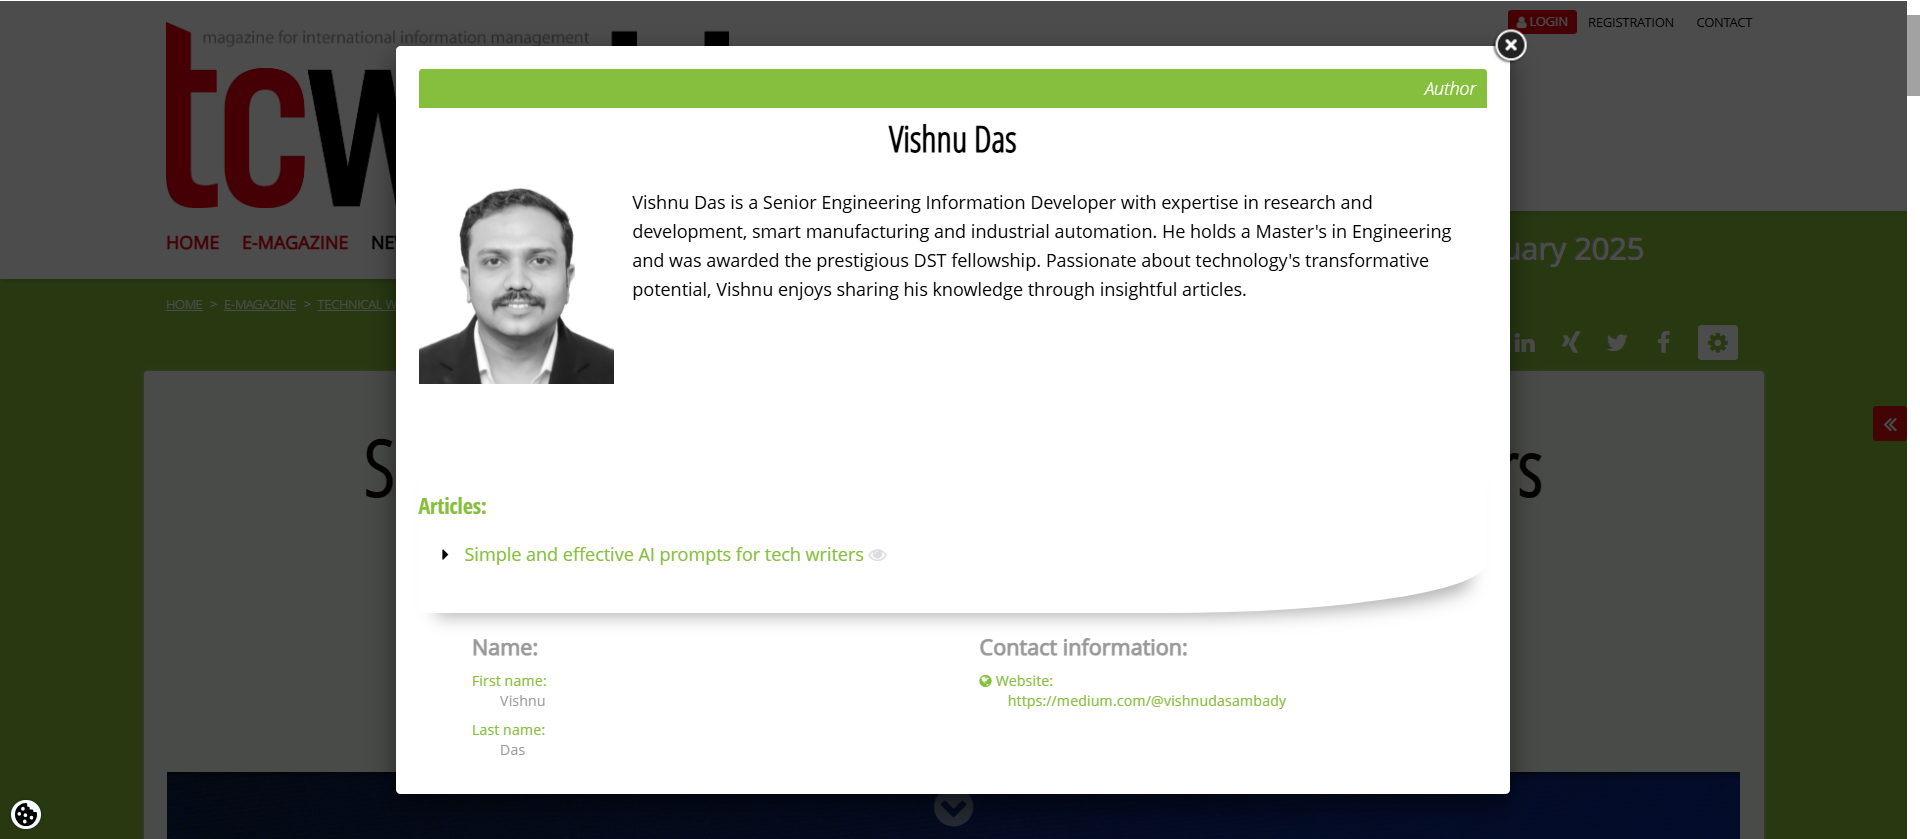 LOGIN REGISTRATION CONTACT
magazine for international information management
tcw
HOME E-MAGAZINE
uary 2025
HOME > E-MAGAZINE > TECHNICAL W
Author
Vishnu Das
Vishnu Das is a Senior Engineering Information Developer with expertise in research and
development, smart manufacturing and industrial automation. He holds a Master's in Engineering
and was awarded the prestigious DST fellowship. Passionate about technology's transformative
potential, Vishnu enjoys sharing his knowledge through insightful articles.
S
rs
Articles:
Simple and effective AI prompts for tech writers
Name:
First name:
Vishnu
Last name:
Das
Contact information:
Website:
https://medium.com/@vishnudasambady